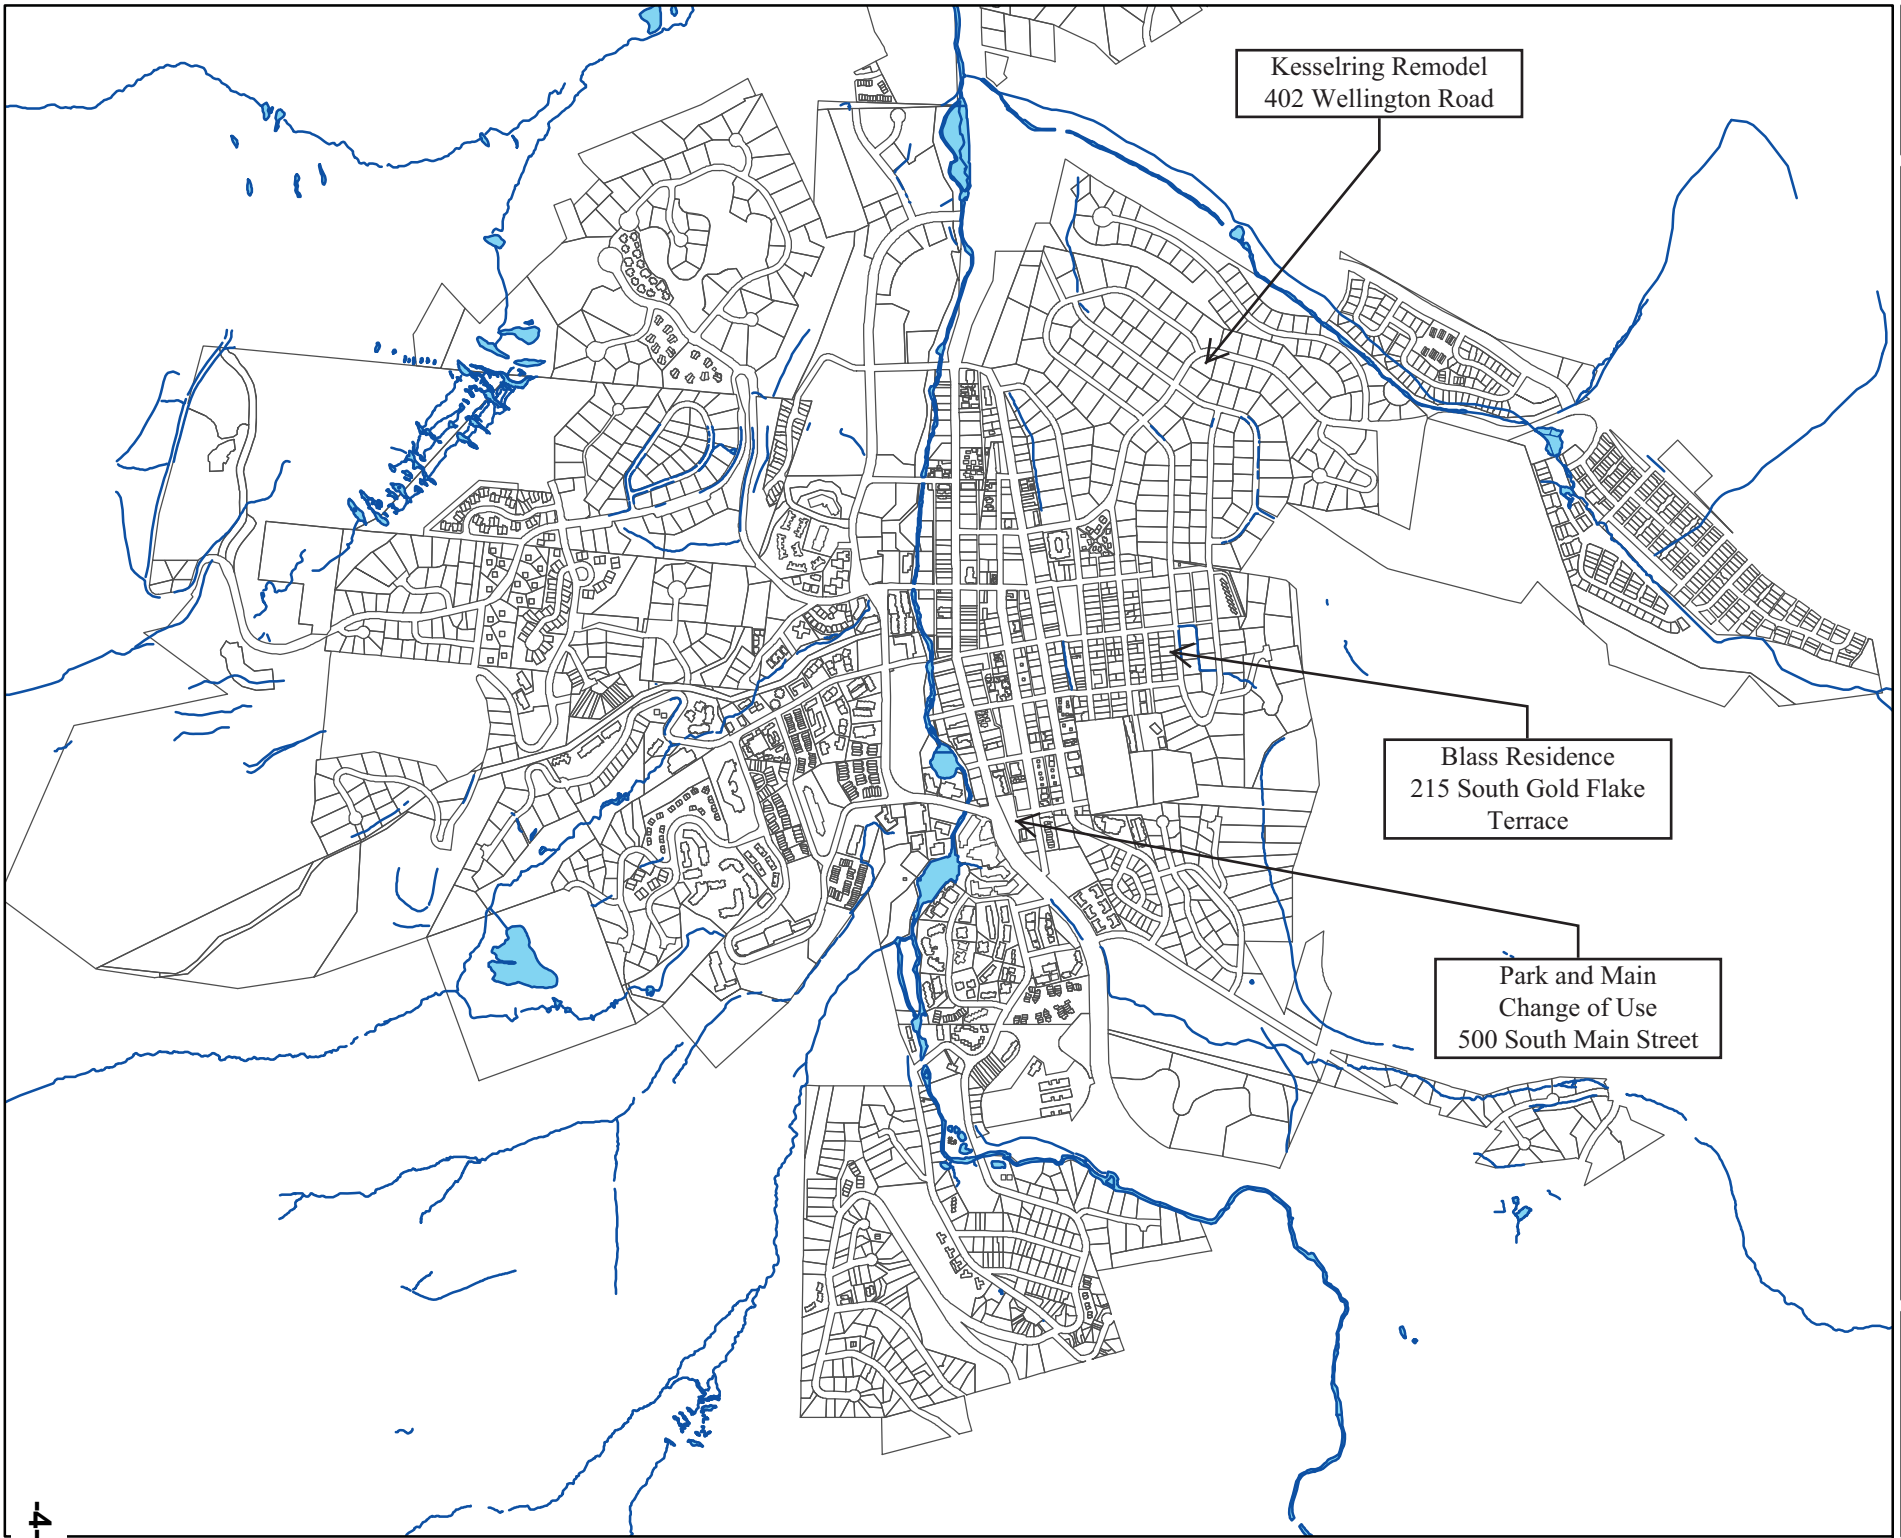 Kesselring Remodel
402 Wellington Road
Blass Residence
215 South Gold Flake
Terrace
Park and Main
Change of Use
500 South Main Street
-4-